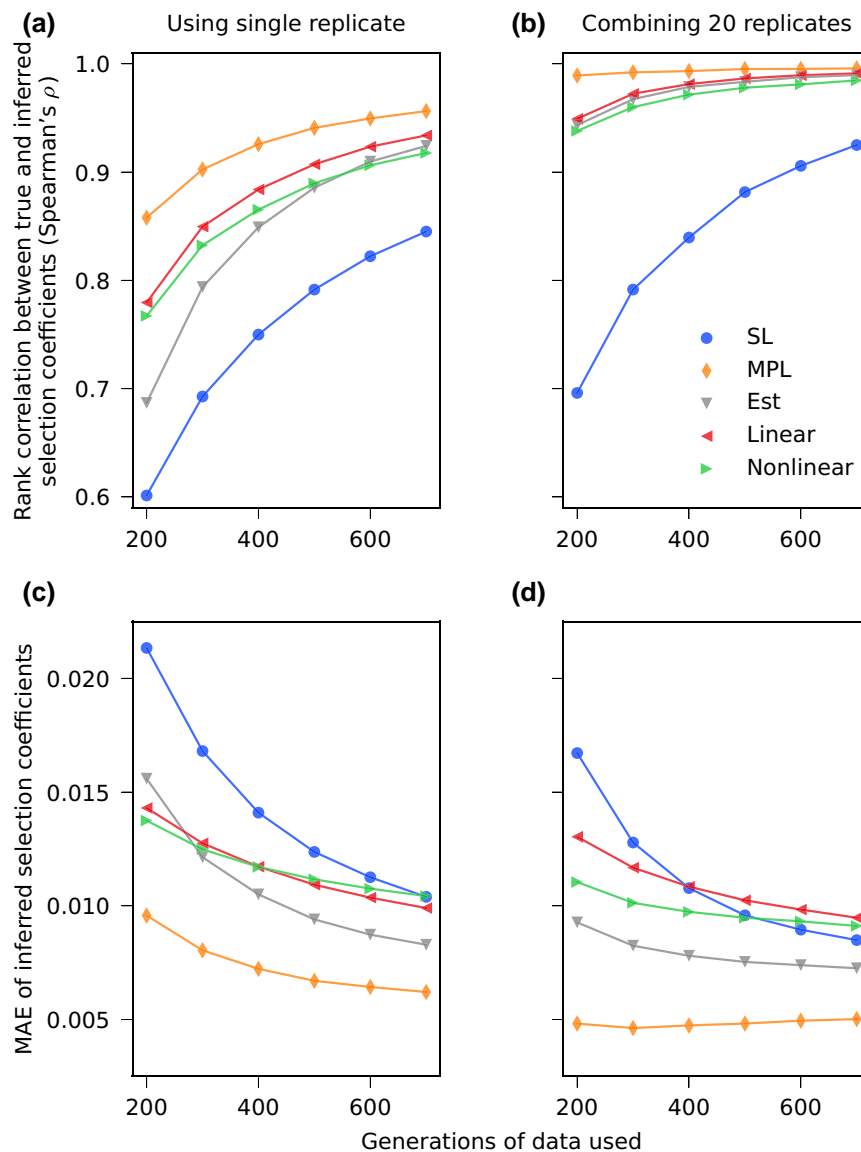 (a)
Using single replicate
(b)
Combining 20 replicates
Rank correlation between true and inferred
selection coefficients (Spearman's ρ)
1.0
0.9
0.8
0.7
0.6
200
400
600
200
400
600
SL
MPL
Est
Linear
Nonlinear
(c)
(d)
MAE of inferred selection coefficients
0.020
0.015
0.010
0.005
200
400
600
200
400
600
Generations of data used